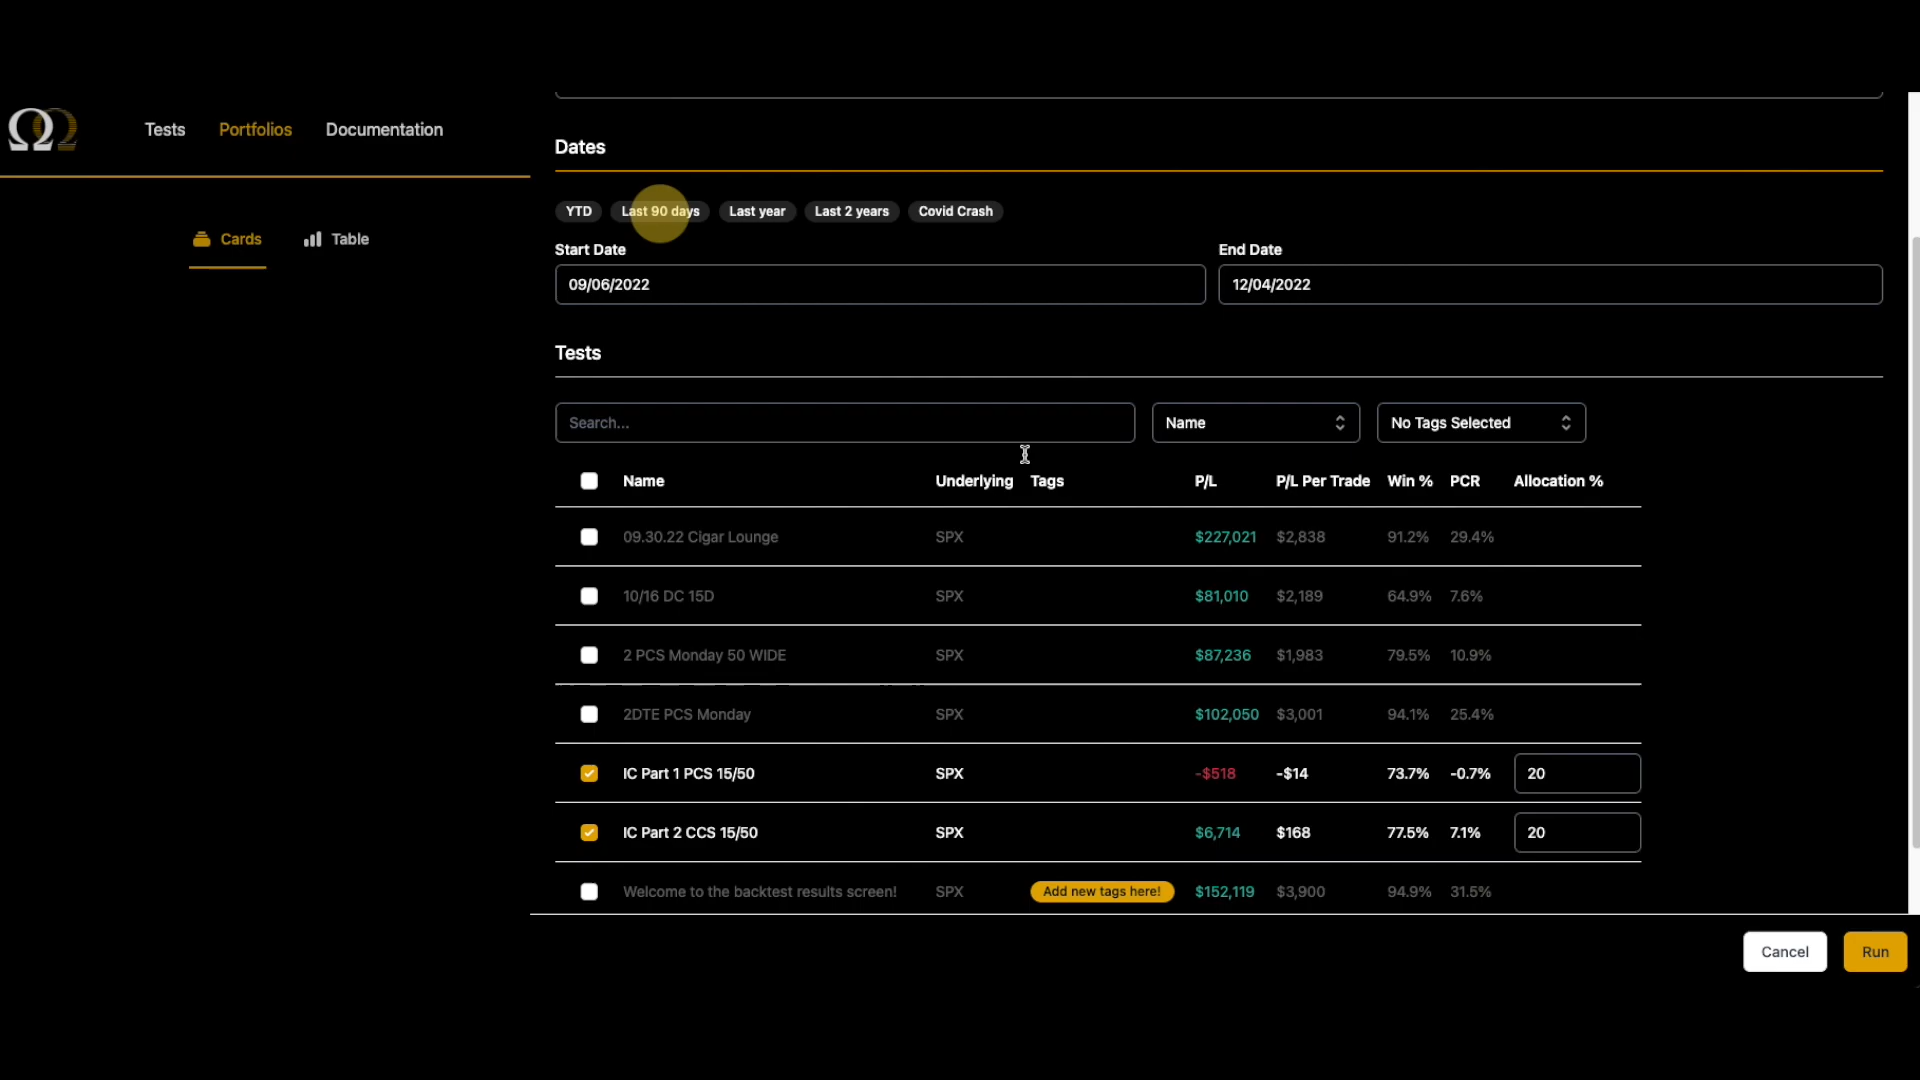 Tests Portfolios Documentation
Cards Table
Dates
YTD Last 90 days Last year Last 2 years Covid Crash
Start Date End Date
09/06/2022 12/04/2022
Tests
Search... Name No Tags Selected
Name Underlying Tags P/L P/L Per Trade Win % PCR Allocation %
09.30.22 Cigar Lounge SPX $227,021 $2,838 91.2% 29.4%
10/16 DC 15D SPX $81,010 $2,189 64.9% 7.6%
2 PCS Monday 50 WIDE SPX $87,236 $1,983 79.5% 10.9%
2DTE PCS Monday SPX $102,050 $3,001 94.1% 25.4%
IC Part 1 PCS 15/50 SPX -$518 -$14 73.7% -0.7% 20
IC Part 2 CCS 15/50 SPX $6,714 $168 77.5% 7.1% 20
Welcome to the backtest results screen! SPX Add new tags here! $152,119 $3,900 94.9% 31.5%
Cancel Run